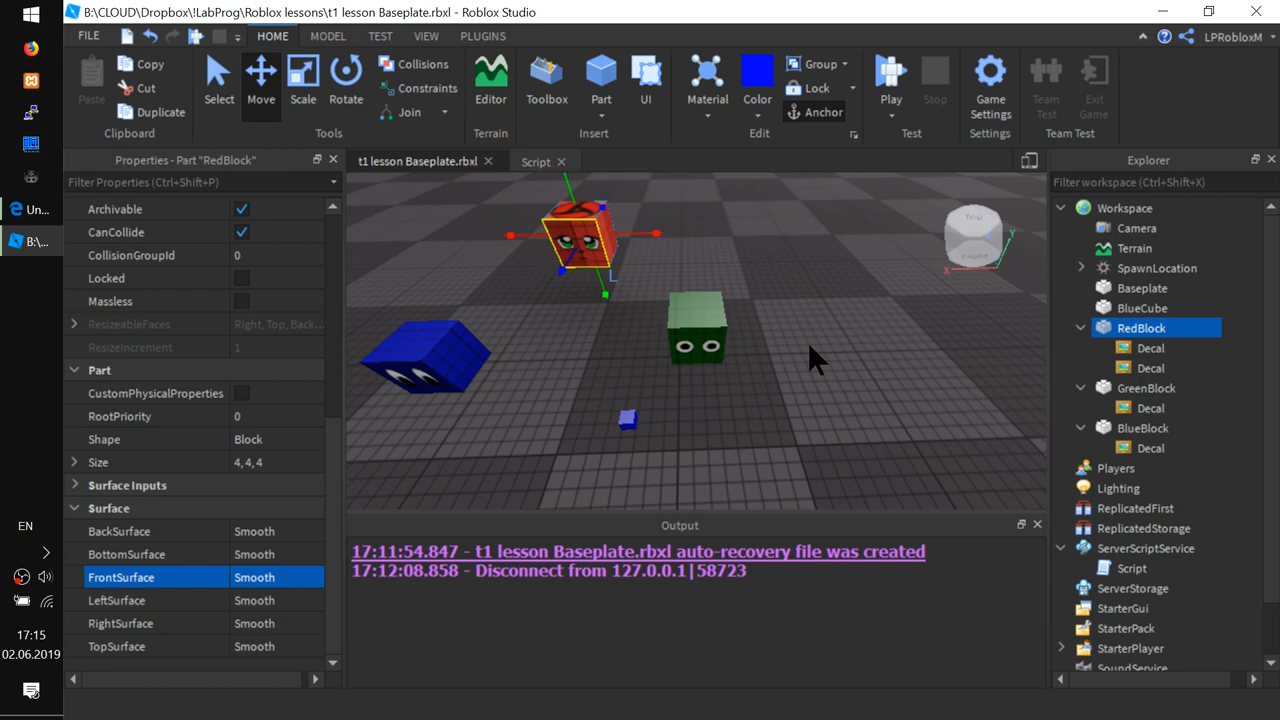 B:\CLOUD\Dropbox\!LabProg\Roblox lessons\t1 lesson Baseplate.rbxl - Roblox Studio
FILE
HOME
MODEL
TEST
VIEW
PLUGINS
LPRobloxM
Paste
Copy
Cut
Duplicate
Clipboard
Select
Move
Scale
Rotate
Collisions
Constraints
Join
Tools
Editor
Terrain
Toolbox
Part
UI
Insert
Material
Color
Group
Lock
Anchor
Edit
Play
Stop
Test
Game
Settings
Settings
Team
Test
Exit
Game
Team Test
Un...
B:\...
EN
17:15
02.06.2019
Properties - Part "RedBlock"
Filter Properties (Ctrl+Shift+P)
Archivable
CanCollide
CollisionGroupId 0
Locked
Massless
ResizeableFaces Right, Top, Back...
ResizeIncrement 1
Part
CustomPhysicalProperties
RootPriority 0
Shape Block
Size 4,4,4
Surface Inputs
Surface
BackSurface Smooth
BottomSurface Smooth
FrontSurface Smooth
LeftSurface Smooth
RightSurface Smooth
TopSurface Smooth
t1 lesson Baseplate.rbxl
Script
Top
Front
X
Y
L
Output
17:11:54.847 - t1 lesson Baseplate.rbxl auto-recovery file was created
17:12:08.858 - Disconnect from 127.0.0.1|58723
Explorer
Filter workspace (Ctrl+Shift+X)
Workspace
Camera
Terrain
SpawnLocation
Baseplate
BlueCube
RedBlock
Decal
Decal
GreenBlock
Decal
BlueBlock
Decal
Players
Lighting
ReplicatedFirst
ReplicatedStorage
ServerScriptService
Script
ServerStorage
StarterGui
StarterPack
StarterPlayer
SoundService